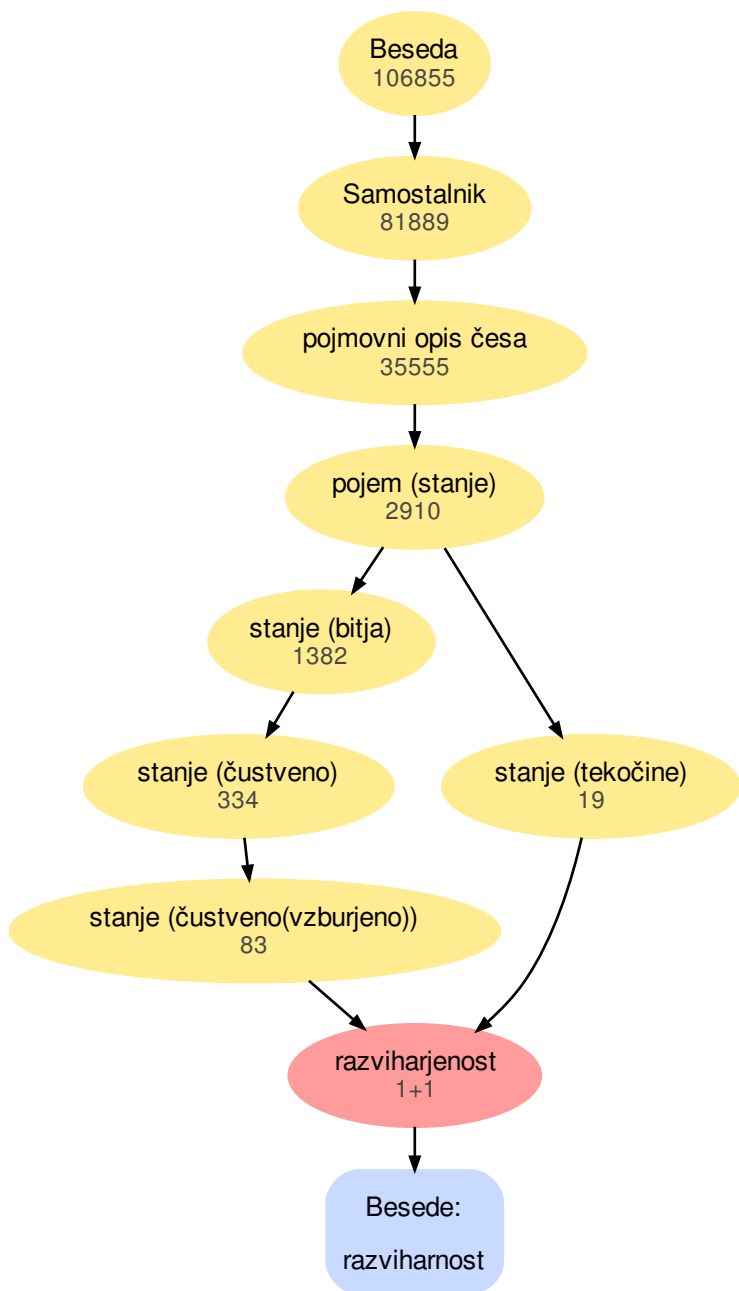 Beseda
106855
Samostalnik
81889
pojmovni opis česa
35555
pojem (stanje)
2910
stanje (bitja)
1382
stanje (čustveno)
334
stanje (tekočine)
19
stanje (čustveno(vzburjeno))
83
razviharjenost
1+1
Besede:
razviharnost